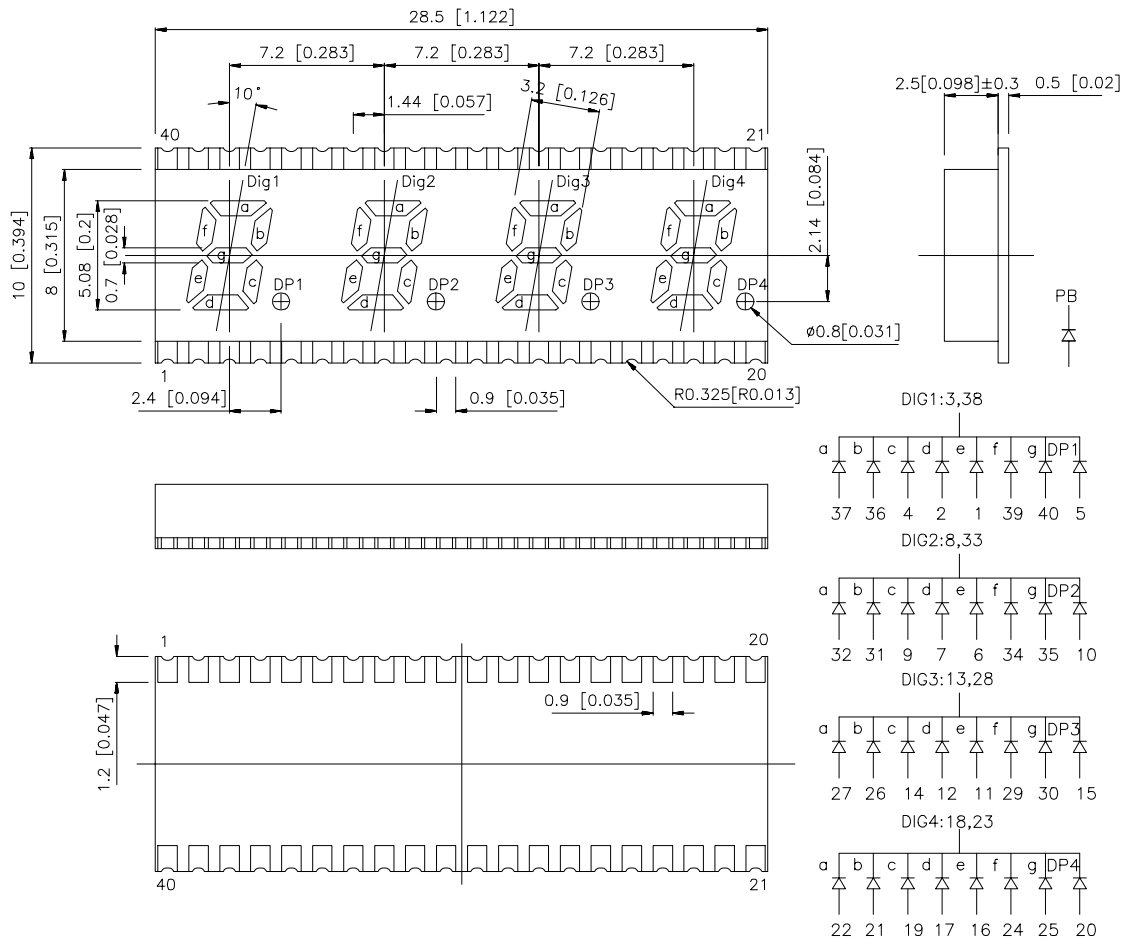 28.5 [1.122]
7.2 [0.283] 7.2 [0.283] 7.2 [0.283]
10° 1.44 [0.057] 3.2 [0.126]
2.5[0.098]±0.3 0.5 [0.02]
40 21
Dig1 Dig2 Dig3 Dig4
10 [0.394]
8 [0.315]
5.08 [0.2]
0.7 [0.028]
a b c d e f g DP1
a b c d e f g DP2
a b c d e f g DP3
a b c d e f g DP4
2.14 [0.084]
ø0.8[0.031]
PB
1 20
2.4 [0.094] 0.9 [0.035] R0.325[R0.013]
DIG1:3,38
a b c d e f g DP1
37 36 4 2 1 39 40 5
DIG2:8,33
a b c d e f g DP2
32 31 9 7 6 34 35 10
DIG3:13,28
a b c d e f g DP3
27 26 14 12 11 29 30 15
DIG4:18,23
a b c d e f g DP4
22 21 19 17 16 24 25 20
1 20
1.2 [0.047]
0.9 [0.035]
40 21